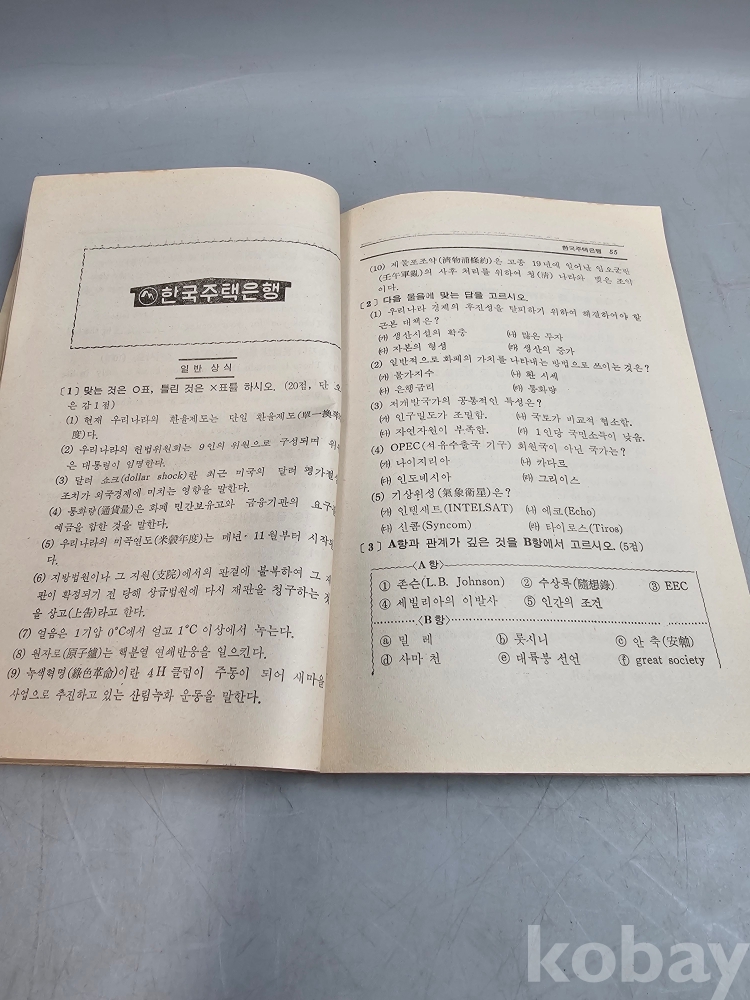 한국주택은행
일반 상식
〔1〕 맞는 것은 O표, 틀린 것은 ×표를 하시오. (20점, 단 오
은 감 1점)
(1) 현재 우리나라의 환율제도는 단일 환율제도(單一換率
度)다.
(2) 우리나라의 헌법위원회는 9인의 위원으로 구성되며 위
은 대통령이 임명한다.
(3) 달러 쇼크(dollar shock)란 최근 미국의 달러 평가절
조치가 외국경제에 미치는 영향을 말한다.
(4) 통화량(通貨量)은 화폐 민간보유고와 금융기관의 요구
예금을 합한 것을 말한다.
(5) 우리나라의 미곡연도(米穀年度)는 매년·11월부터 시작
다.
(6) 지방법원이나 그 지원(支院)에서의 판결에 불복하여 그 재
판이 확정되기 전 당해 상급법원에 다시 재판을 청구하는 것
을 상고(上告)라고 한다.
(7) 얼음은 1기압 0°C에서 얼고 1°C 이상에서 녹는다.
(8) 원자로(原子爐)는 핵분열 연쇄반응을 일으킨다.
(9) 녹색혁명(綠色革命)이란 4H클럽이 주동이 되어 새마을
사업으로 추진하고 있는 산림녹화 운동을 말한다.
한국주택은행 55
(10) 제물포조약(濟物浦條約)은 고종 19년에 일어난 임오군란
(壬午軍亂)의 사후 처리를 위하여 청(清) 나라와 맺은 조약
이다.
〔2〕 다음 물음에 맞는 답을 고르시오.
(1) 우리나라 경제의 후진성을 탈피하기 위하여 해결하여야 할
근본 대책은?
㈎ 생산시설의 확충 ㈏ 많은 투자
㈐ 자본의 형성 ㈑ 생산의 증가
(2) 일반적으로 화폐의 가치를 나타내는 방법으로 쓰이는 것은?
㈎ 물가지수 ㈏ 환 시세
㈐ 은행금리 ㈑ 통화량
(3) 저개발국가의 공통적인 특성은?
㈎ 인구밀도가 조밀함. ㈏ 국토가 비교적 협소함.
㈐ 자연자원이 부족함. ㈑ 1인당 국민소득이 낮음.
(4) OPEC(석유수출국 기구) 회원국이 아닌 국가는?
㈎ 나이지리아 ㈏ 카다르
㈐ 인도네시아 ㈑ 그리이스
(5) 기상위성(氣象衛星)은?
㈎ 인텔세트(INTELSAT) ㈏ 에코(Echo)
㈐ 신콤(Syncom) ㈑ 타이로스(Tiros)
〔3〕 A항과 관계가 깊은 것을 B항에서 고르시오. (5점)
〈A항〉
① 존슨(L.B. Johnson) ② 수상록(隨想錄) ③ EEC
④ 세빌리아의 이발사 ⑤ 인간의 조건
〈B항〉
ⓐ 밀 레 ⓑ 롯시니 ⓒ 안 축(安軸)
ⓓ 사마 천 ⓔ 대륙붕 선언 ⓕ great society
kobay